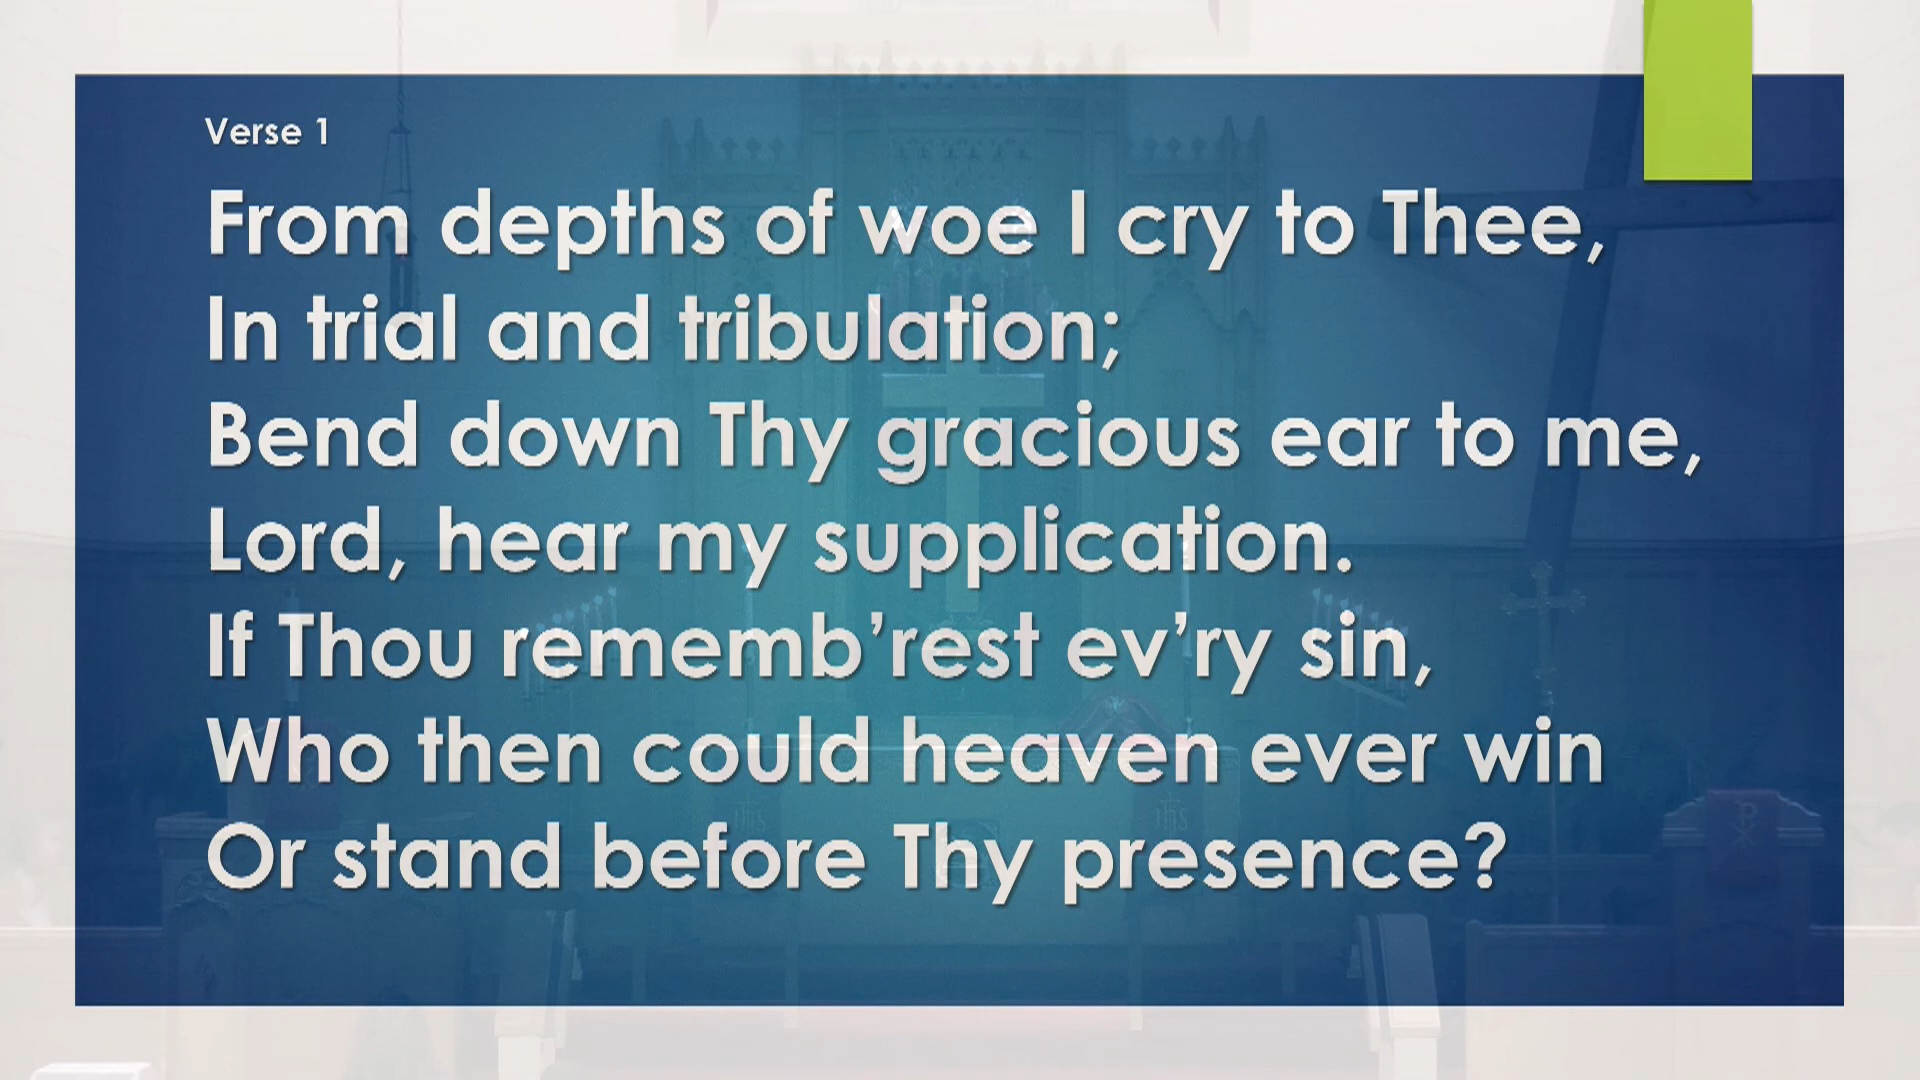 Verse 1
From depths of woe I cry to Thee,
In trial and tribulation;
Bend down Thy gracious ear to me,
Lord, hear my supplication.
If Thou rememb’rest ev’ry sin,
Who then could heaven ever win
Or stand before Thy presence?